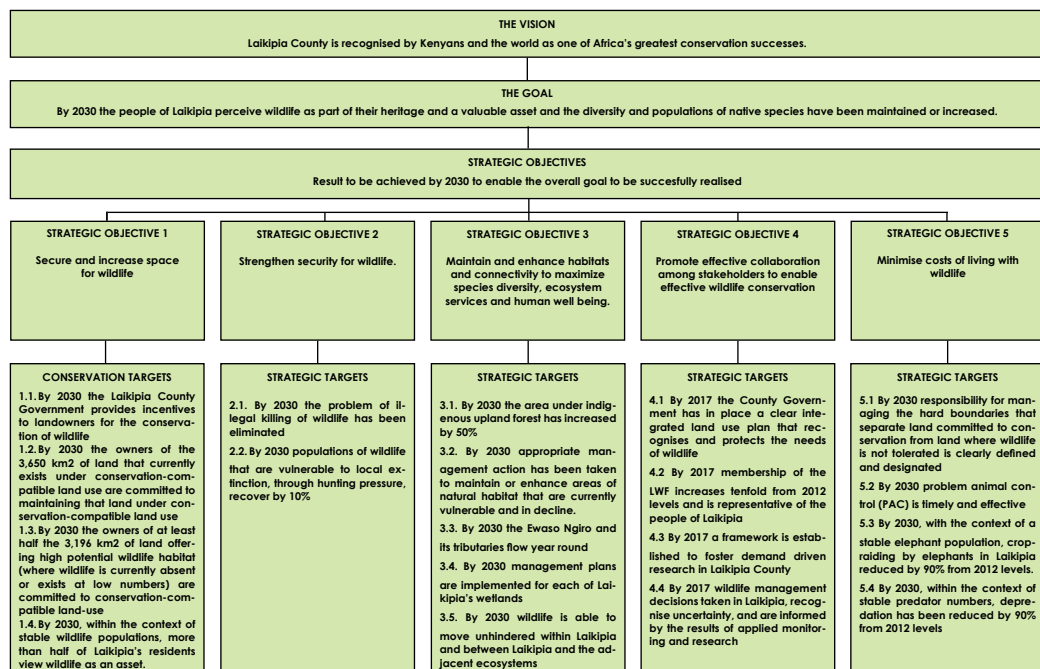 THE VISION
Laikipia County is recognised by Kenyans and the world as one of Africa's greatest conservation successes.
THE GOAL
By 2030 the people of Laikipia perceive wildlife as part of their heritage and a valuable asset and the diversity and populations of native species have been maintained or increased.
STRATEGIC OBJECTIVES
Result to be achieved by 2030 to enable the overall goal to be succesfully realised
STRATEGIC OBJECTIVE 1
Secure and increase space
for wildlife
STRATEGIC OBJECTIVE 2
Strengthen security for wildlife.
STRATEGIC OBJECTIVE 3
Maintain and enhance habitats
and connectivity to maximize
species diversity, ecosystem
services and human well being.
STRATEGIC OBJECTIVE 4
Promote effective collaboration
among stakeholders to enable
effective wildlife conservation
STRATEGIC OBJECTIVE 5
Minimise costs of living with
wildlife
CONSERVATION TARGETS
1.1.By 2030 the Laikipia County
Government provides incentives
to landowners for the conserva-
tion of wildlife
1.2.By 2030 the owners of the
3,650 km2 of land that currently
exists under conservation-com-
patible land use are committed to
maintaining that land under con-
servation-compatible land use
1.3.By 2030 the owners of at least
half the 3,196 km2 of land offer-
ing high potential wildlife habitat
(where wildlife is currently absent
or exists at low numbers) are
committed to conservation-com-
patible land-use
1.4.By 2030, within the context of
stable wildlife populations, more
than half of Laikipia's residents
view wildlife as an asset.
STRATEGIC TARGETS
2.1. By 2030 the problem of il-
legal killing of wildlife has been
eliminated
2.2.By 2030 populations of wildlife
that are vulnerable to local ex-
tinction, through hunting pressure,
recover by 10%
STRATEGIC TARGETS
3.1. By 2030 the area under indig-
enous upland forest has increased
by 50%
3.2. By 2030 appropriate man-
agement action has been taken
to maintain or enhance areas of
natural habitat that are currently
vulnerable and in decline.
3.3. By 2030 the Ewaso Ngiro and
its tributaries flow year round
3.4. By 2030 management plans
are implemented for each of Lai-
kipia's wetlands
3.5. By 2030 wildlife is able to
move unhindered within Laikipia
and between Laikipia and the ad-
jacent ecosystems
STRATEGIC TARGETS
4.1 By 2017 the County Govern-
ment has in place a clear inte-
grated land use plan that rec-
ognises and protects the needs
of wildlife
4.2 By 2017 membership of the
LWF increases tenfold from 2012
levels and is representative of the
people of Laikipia
4.3 By 2017 a framework is estab-
lished to foster demand driven
research in Laikipia County
4.4 By 2017 wildlife management
decisions taken in Laikipia, recog-
nise uncertainty, and are informed
by the results of applied monitor-
ing and research
STRATEGIC TARGETS
5.1 By 2030 responsibility for man-
aging the hard boundaries that
separate land committed to con-
servation from land where wildlife
is not tolerated is clearly defined
and designated
5.2 By 2030 problem animal con-
trol (PAC) is timely and effective
5.3 By 2030, with the context of a
stable elephant population, crop-
raiding by elephants in Laikipia
reduced by 90% from 2012 levels.
5.4 By 2030, within the context of
stable predator numbers, depre-
dation has been reduced by 90%
from 2012 levels